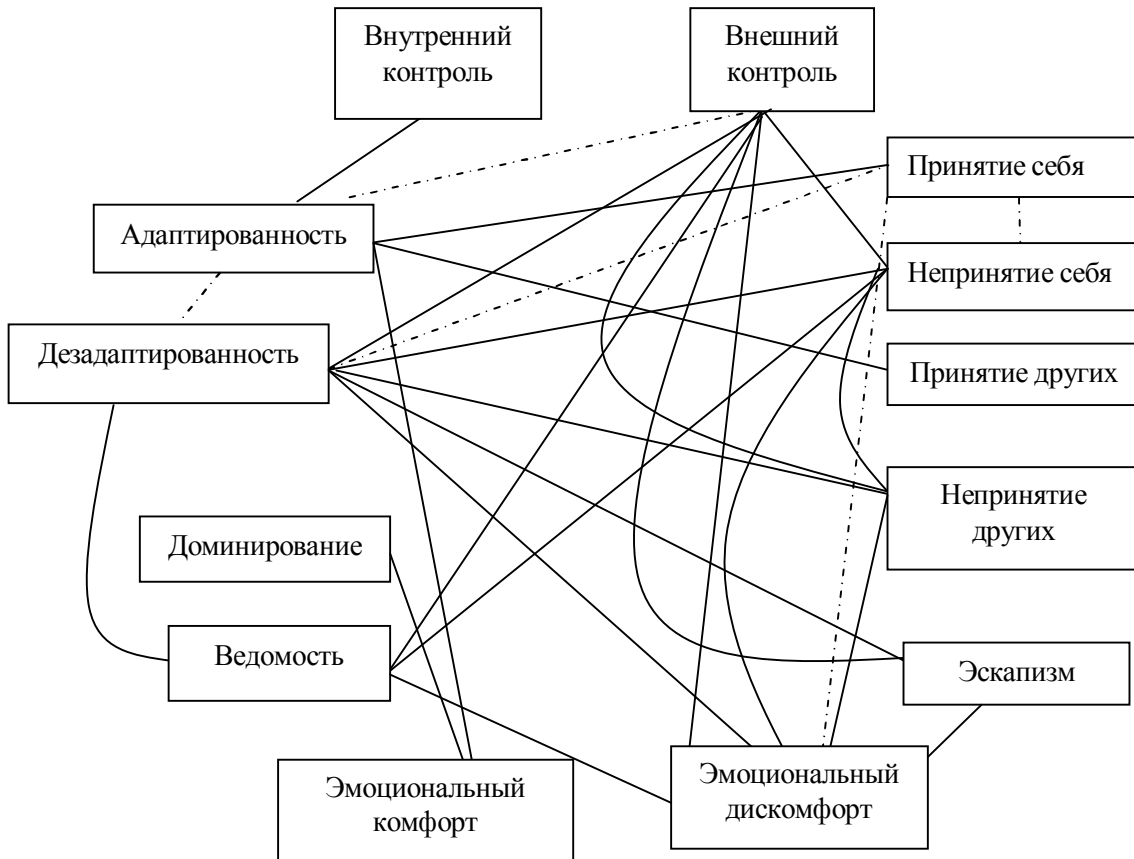 Внутренний
контроль
Внешний
контроль
Принятие себя
Адаптированность
Непринятие себя
Дезадаптированность
Принятие других
Непринятие
других
Доминирование
Ведомость
Эскапизм
Эмоциональный
комфорт
Эмоциональный
дискомфорт